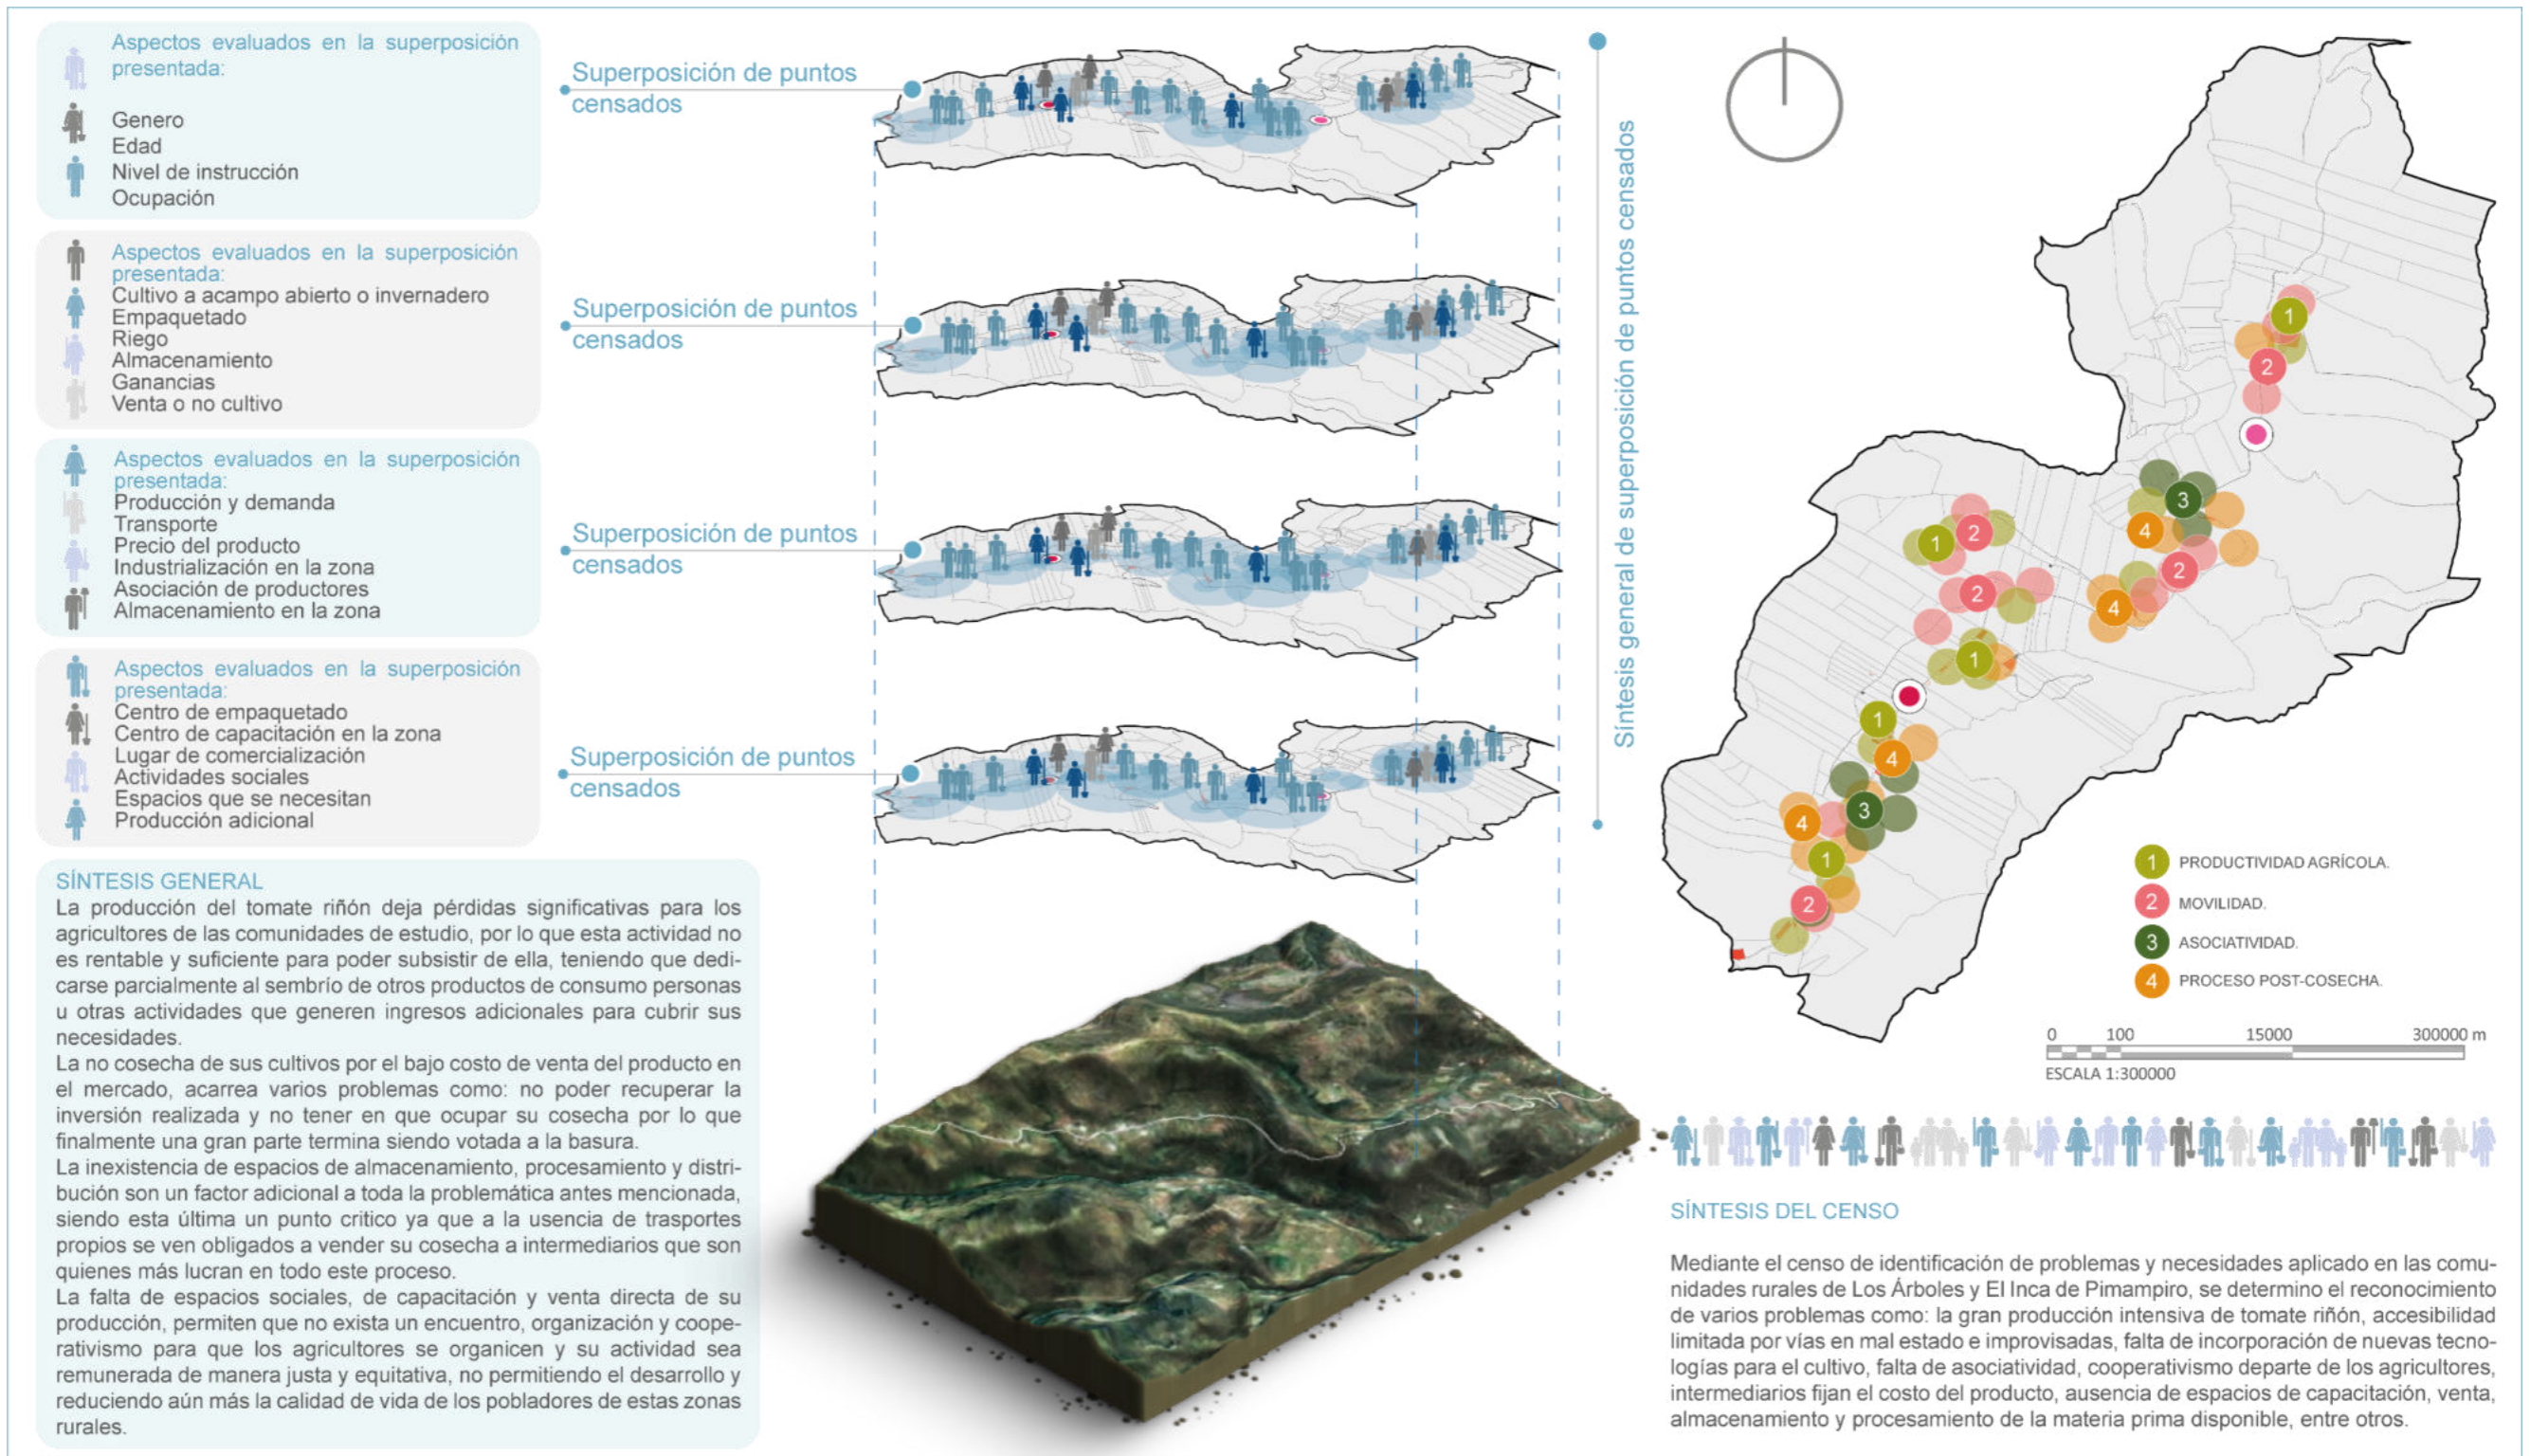 Aspectos evaluados en la superposición
presentada:
Genero
Edad
Nivel de instrucción
Ocupación
Aspectos evaluados en la superposición
presentada:
Cultivo a acampo abierto o invernadero
Empaquetado
Riego
Almacenamiento
Ganancias
Venta o no cultivo
Aspectos evaluados en la superposición
presentada:
Producción y demanda
Transporte
Precio del producto
Industrialización en la zona
Asociación de productores
Almacenamiento en la zona
Aspectos evaluados en la superposición
presentada:
Centro de empaquetado
Centro de capacitación en la zona
Lugar de comercialización
Actividades sociales
Espacios que se necesitan
Producción adicional
SÍNTESIS GENERAL
La producción del tomate riñón deja pérdidas significativas para los
agricultores de las comunidades de estudio, por lo que esta actividad no
es rentable y suficiente para poder subsistir de ella, teniendo que dedi-
carse parcialmente al sembrío de otros productos de consumo personas
u otras actividades que generen ingresos adicionales para cubrir sus
necesidades.
La no cosecha de sus cultivos por el bajo costo de venta del producto en
el mercado, acarrea varios problemas como: no poder recuperar la
inversión realizada y no tener en que ocupar su cosecha por lo que
finalmente una gran parte termina siendo votada a la basura.
La inexistencia de espacios de almacenamiento, procesamiento y distri-
bución son un factor adicional a toda la problemática antes mencionada,
siendo esta última un punto critico ya que a la usencia de trasportes
propios se ven obligados a vender su cosecha a intermediarios que son
quienes más lucran en todo este proceso.
La falta de espacios sociales, de capacitación y venta directa de su
producción, permiten que no exista un encuentro, organización y coope-
rativismo para que los agricultores se organicen y su actividad sea
remunerada de manera justa y equitativa, no permitiendo el desarrollo y
reduciendo aún más la calidad de vida de los pobladores de estas zonas
rurales.
Superposición de puntos
censados
Superposición de puntos
censados
Superposición de puntos
censados
Superposición de puntos
censados
Síntesis general de superposición de puntos censados
1
2
3
4
2
4
1
2
2
1
1
4
3
4
1
2
1 PRODUCTIVIDAD AGRÍCOLA.
2 MOVILIDAD.
3 ASOCIATIVIDAD.
4 PROCESO POST-COSECHA.
0 100 15000 300000 m
ESCALA 1:300000
SÍNTESIS DEL CENSO
Mediante el censo de identificación de problemas y necesidades aplicado en las comu-
nidades rurales de Los Árboles y El Inca de Pimampiro, se determino el reconocimiento
de varios problemas como: la gran producción intensiva de tomate riñón, accesibilidad
limitada por vías en mal estado e improvisadas, falta de incorporación de nuevas tecno-
logías para el cultivo, falta de asociatividad, cooperativismo departe de los agricultores,
intermediarios fijan el costo del producto, ausencia de espacios de capacitación, venta,
almacenamiento y procesamiento de la materia prima disponible, entre otros.